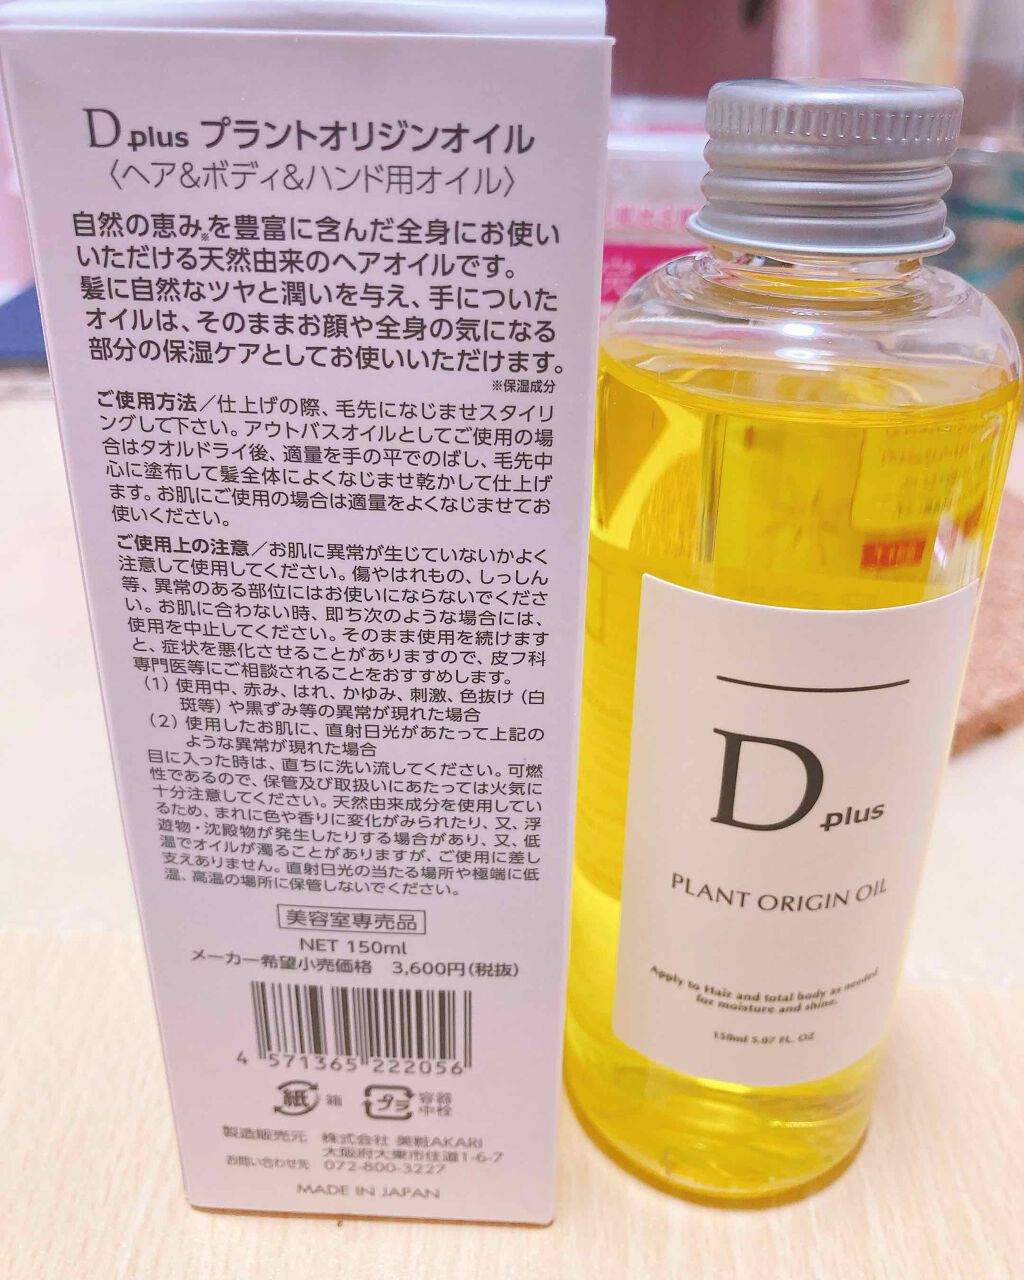 D.plus プラントオリジンオイル
〈ヘア&ボディ&ハンド用オイル〉
自然の恵み※を豊富に含んだ全身にお使い
いただける天然由来のヘアオイルです。
髪に自然なツヤと潤いを与え、手についた
オイルは、そのままお顔や全身の気になる
部分の保湿ケアとしてお使いいただけます。
※保湿成分
ご使用方法／仕上げの際、毛先になじませスタイリ
ングして下さい。アウトバスオイルとしてご使用の場
合はタオルドライ後、適量を手の平でのばし、毛先中
心に塗布して髪全体によくなじませ乾かして仕上げ
ます。お肌にご使用の場合は適量をよくなじませてお
使いください。
ご使用上の注意／お肌に異常が生じていないかよく
注意して使用してください。傷やはれもの、しっしん
等、異常のある部位にはお使いにならないでくださ
い。お肌に合わない時、即ち次のような場合には、
使用を中止してください。そのまま使用を続けます
と、症状を悪化させることがありますので、皮フ科
専門医等にご相談されることをおすすめします。
（1）使用中、赤み、はれ、かゆみ、刺激、色抜け（白
斑等）や黒ずみ等の異常が現れた場合
（2）使用したお肌に、直射日光があたって上記の
ような異常が現れた場合
目に入った時は、直ちに洗い流してください。可燃
性であるので、保管及び取扱いにあたっては火気に
十分注意してください。天然由来成分を使用してい
るため、まれに色や香りに変化がみられたり、又、浮
遊物・沈殿物が発生したりする場合があり、又、低
温でオイルが濁ることがありますが、ご使用に差し
支えありません。直射日光の当たる場所や極端に低
温、高温の場所に保管しないでください。
美容室専売品
NET 150ml
メーカー希望小売価格 3,600円（税抜）
4 571365 222056
紙 箱
プラ 容器
中栓
製造販売元 株式会社 美粧AKARI
大阪府大東市住道1-6-7
お問い合わせ先 072-800-3227
MADE IN JAPAN
D.plus
PLANT ORIGIN OIL
Apply to Hair and total body as needed
for moisture and shine.
150ml 5.07 FL. OZ